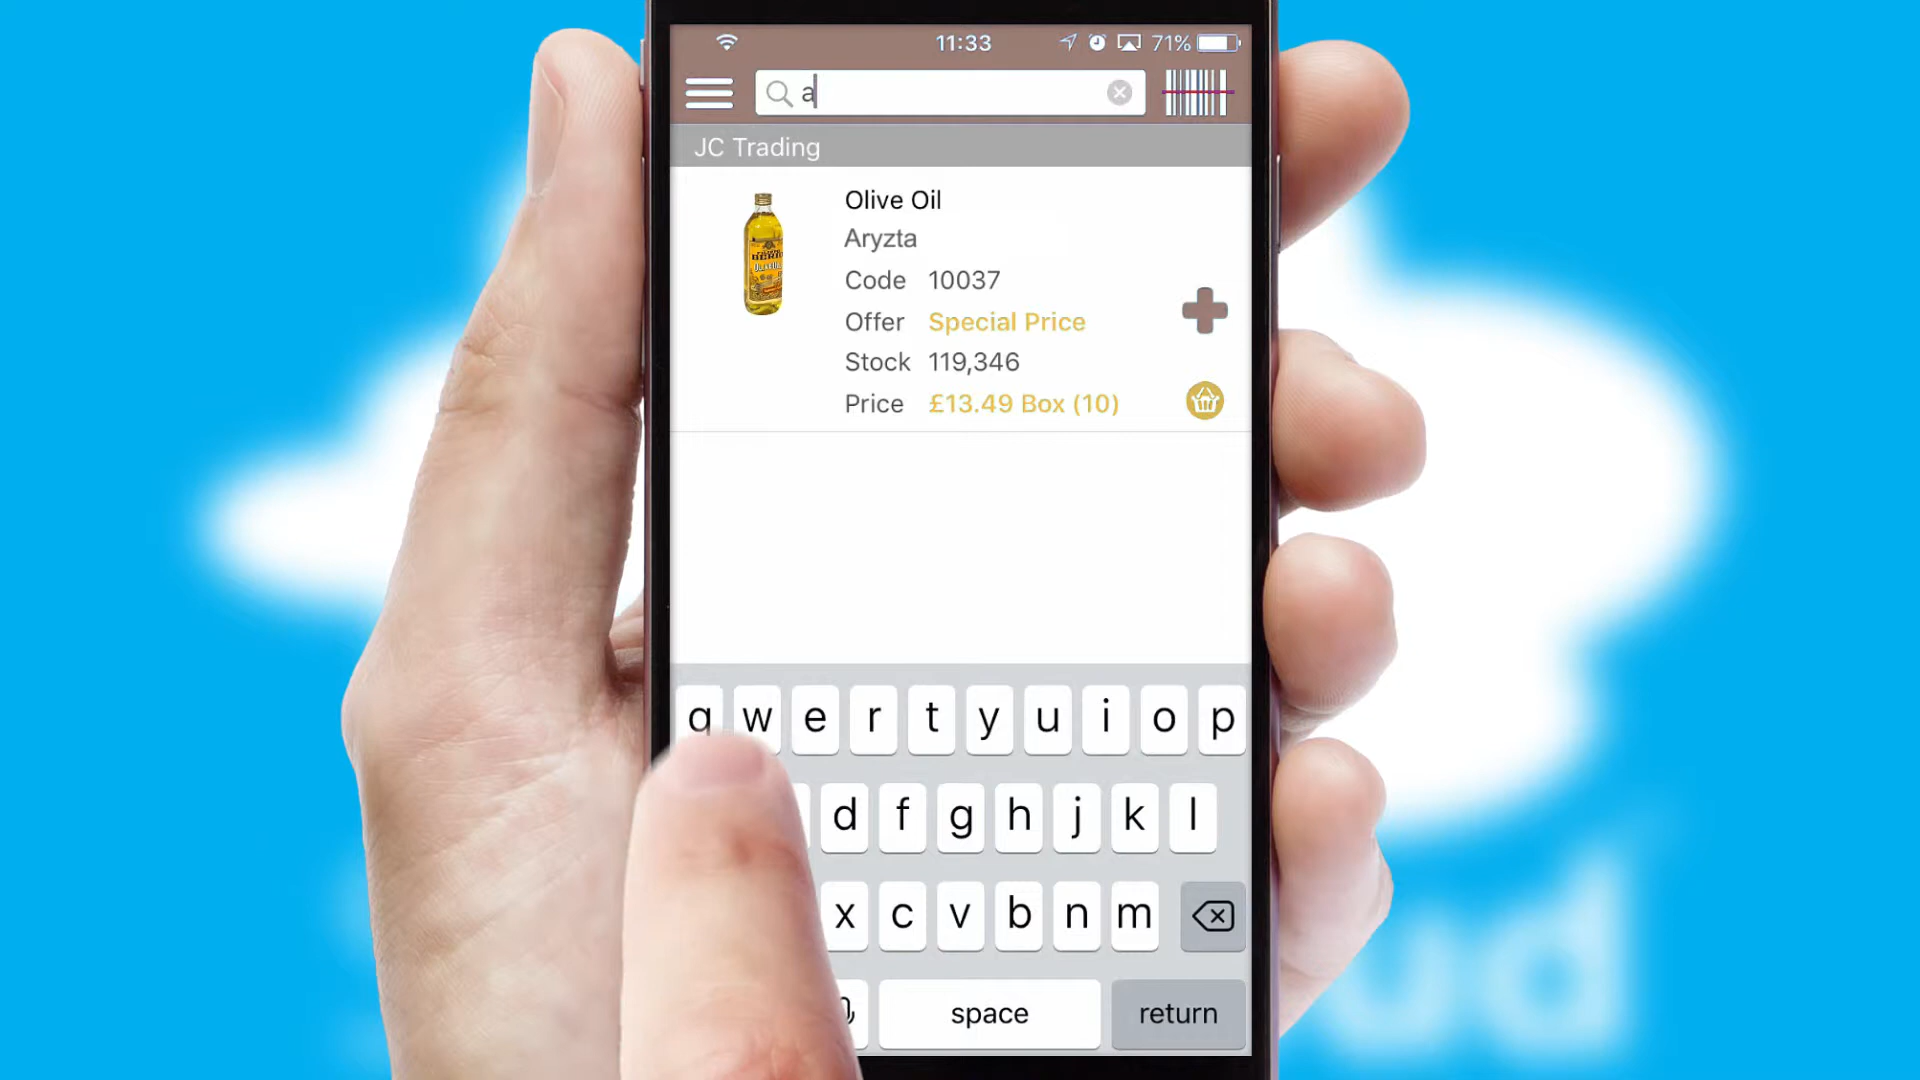 11:33 71%
a
JC Trading
Olive Oil
Aryzta
Code 10037
Offer Special Price
Stock 119,346
Price £13.49 Box (10)
q w e r t y u i o p
d f g h j k l
x c v b n m
space return